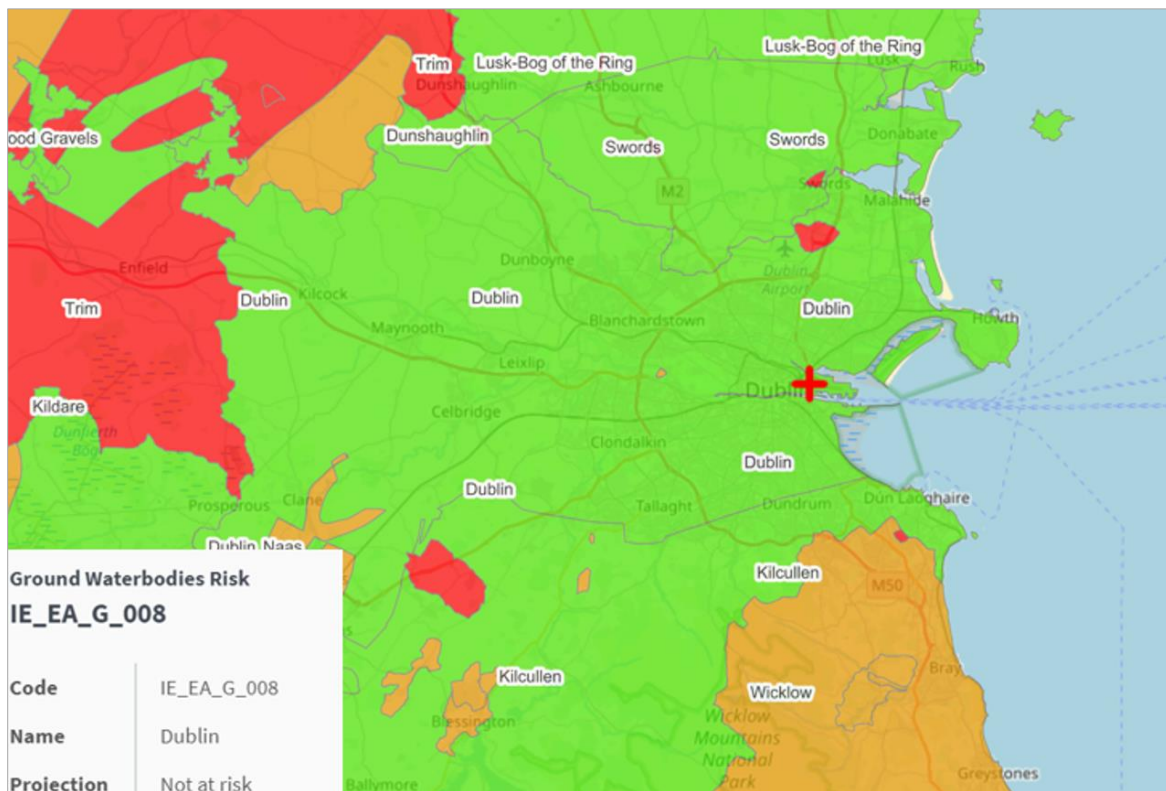 Lusk-Bog of the Ring
Trim
Lusk-Bog of the Ring
Lusk
Rush
Dunshaughlin
Ashbourne
ood Gravels
Dunshaughlin
Swords
Swords
Donabate
M2
Swords
Malahide
Dunboyne
Enfield
Dublin
Airport
Trim
Dublin
Kilcock
Dublin
Dublin
Howth
Maynooth
Blanchardstown
Leixlip
Dublin
Kildare
Celbridge
Dunfierth
Bog
Clondalkin
Dublin
Prosperous
Clane
Dublin
Tallaght
Dundrum
Dún Laoghaire
Dublin Naas
Kilcullen
M50
Ground Waterbodies Risk
IE_EA_G_008
Kilcullen
Bray
Code IE_EA_G_008
Wicklow
Blessington
Wicklow
Mountains
National
Park
Name Dublin
Greystones
Projection Not at risk
Ballymore